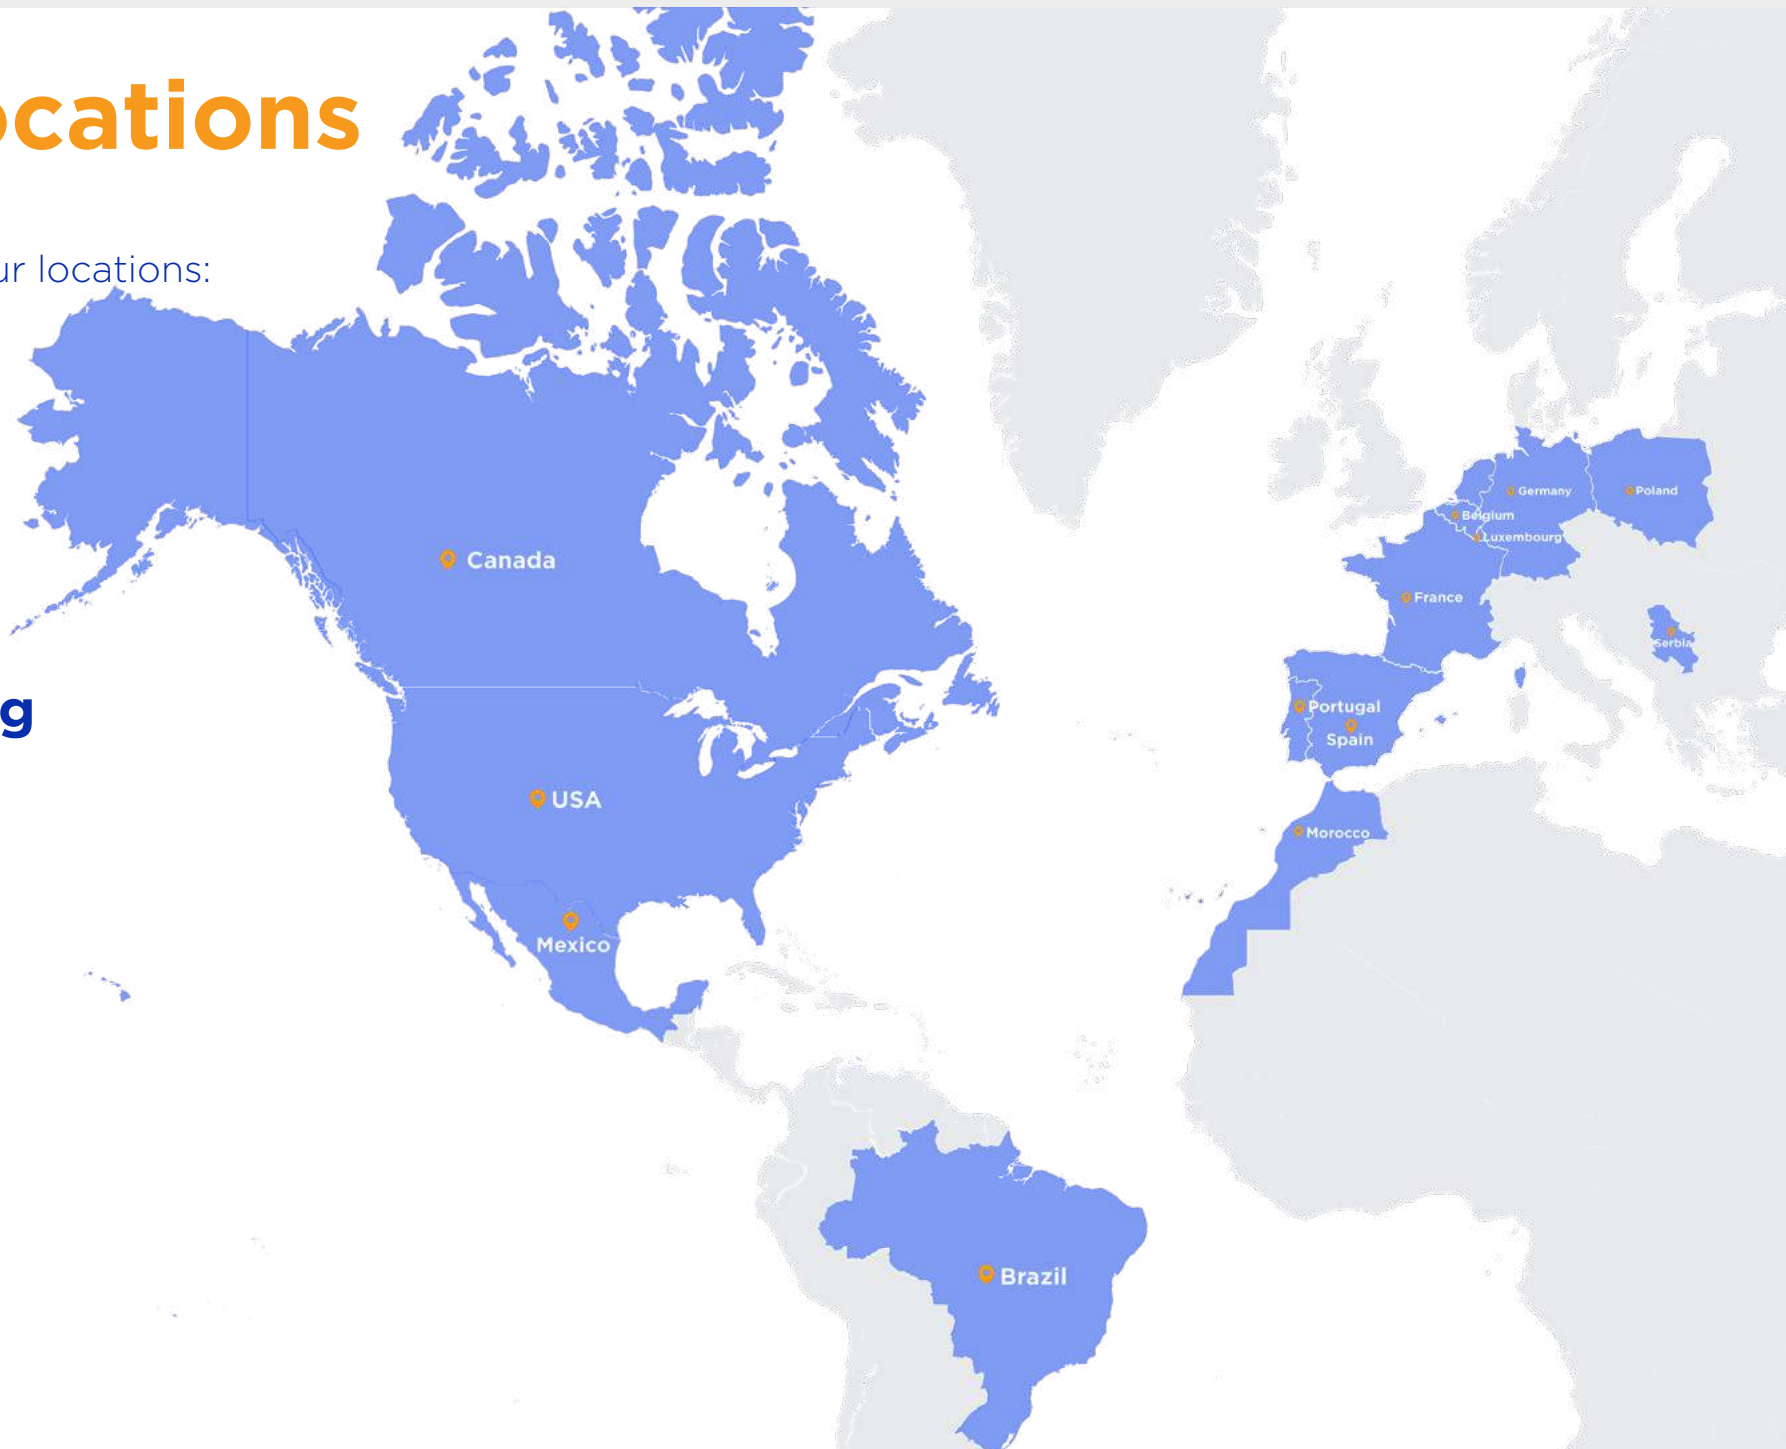 ocations
ur locations:
g
Canada
USA
Mexico
Brazil
Germany
Poland
Belgium
Luxembourg
France
Serbia
Portugal
Spain
Morocco